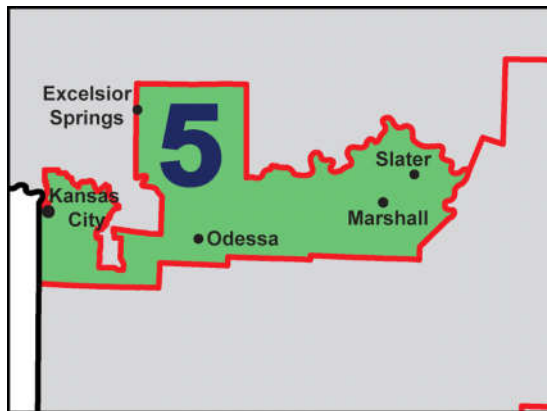 Excelsior
Springs
5
Slater
Kansas
City
Marshall
Odessa